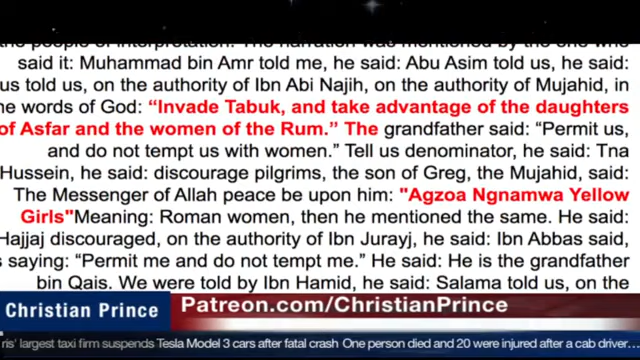 the people of interpretation. The narration was mentioned by the one who
said it: Muhammad bin Amr told me, he said: Abu Asim told us, he said:
us told us, on the authority of Ibn Abi Najih, on the authority of Mujahid, in
he words of God: “Invade Tabuk, and take advantage of the daughters
of Asfar and the women of the Rum.” The grandfather said: “Permit us,
and do not tempt us with women.” Tell us denominator, he said: Tna
Hussein, he said: discourage pilgrims, the son of Greg, the Mujahid, said:
The Messenger of Allah peace be upon him: "Agzoa Ngnamwa Yellow
Girls"Meaning: Roman women, then he mentioned the same. He said:
Hajjaj discouraged, on the authority of Ibn Jurayj, he said: Ibn Abbas said,
s saying: “Permit me and do not tempt me.” He said: He is the grandfather
bin Qais. We were told by Ibn Hamid, he said: Salama told us, on the
Christian Prince
Patreon.com/ChristianPrince
ris' largest taxi firm suspends Tesla Model 3 cars after fatal crash One person died and 20 were injured after a cab driver...